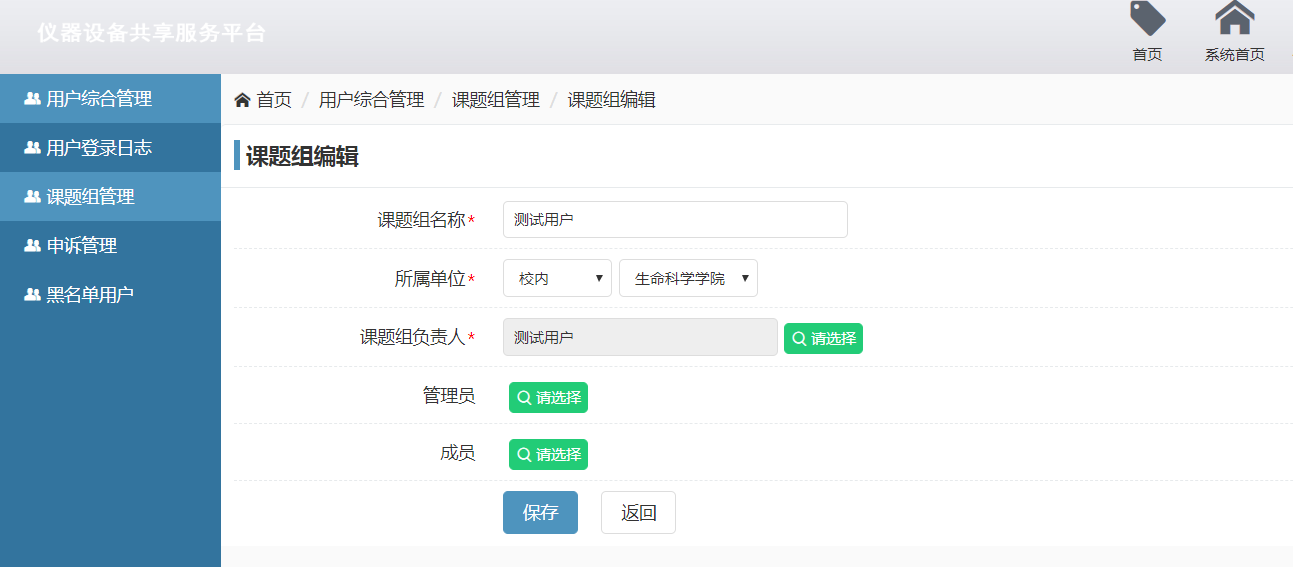 仪器设备共享服务平台
首页 系统首页
用户综合管理
用户登录日志
课题组管理
申诉管理
黑名单用户
首页 / 用户综合管理 / 课题组管理 / 课题组编辑
课题组编辑
课题组名称* 测试用户
所属单位* 校内 ▼ 生命科学学院 ▼
课题组负责人* 测试用户 请选择
管理员 请选择
成员 请选择
保存 返回